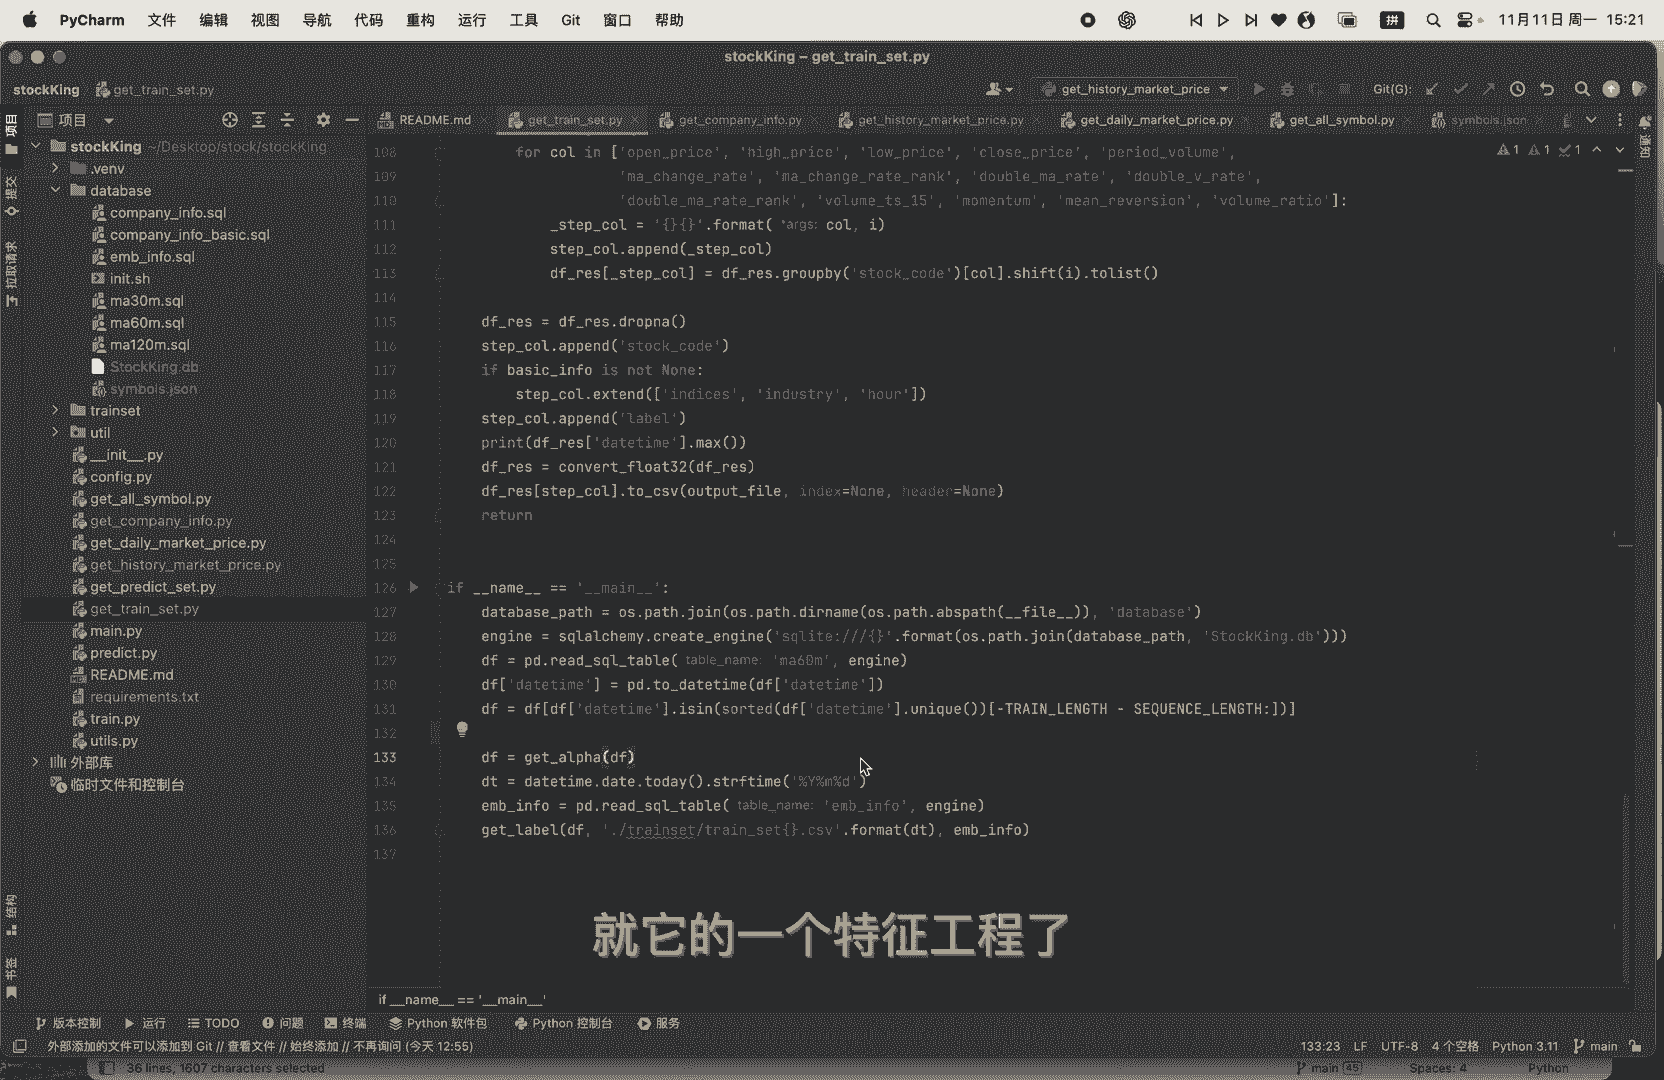 PyCharm 文件 编辑 视图 导航 代码 重构 运行 工具 Git 窗口 帮助 拼 11月11日 周一 15:21
stockKing – get_train_set.py
stockKing get_train_set.py get_history_market_price Git(G):
项目 README.md get_train_set.py get_company_info.py get_history_market_price.py get_daily_market_price.py get_all_symbol.py symbols.json
项目
提交
拉取请求
结构
书签
通知
stockKing ~/Desktop/stock/stockKing
.venv
database
company_info.sql
company_info_basic.sql
emb_info.sql
init.sh
ma30m.sql
ma60m.sql
ma120m.sql
StockKing.db
symbols.json
trainset
util
__init__.py
config.py
get_all_symbol.py
get_company_info.py
get_daily_market_price.py
get_history_market_price.py
get_predict_set.py
get_train_set.py
main.py
predict.py
README.md
requirements.txt
train.py
utils.py
外部库
临时文件和控制台
1 1 1
108 for col in ['open_price', 'high_price', 'low_price', 'close_price', 'period_volume',
109 'ma_change_rate', 'ma_change_rate_rank', 'double_ma_rate', 'double_v_rate',
110 'double_ma_rate_rank', 'volume_ts_15', 'momentum', 'mean_reversion', 'volume_ratio']:
111 _step_col = '{}{}'.format( *args: col, i)
112 step_col.append(_step_col)
113 df_res[_step_col] = df_res.groupby('stock_code')[col].shift(i).tolist()
114
115 df_res = df_res.dropna()
116 step_col.append('stock_code')
117 if basic_info is not None:
118 step_col.extend(['indices', 'industry', 'hour'])
119 step_col.append('label')
120 print(df_res['datetime'].max())
121 df_res = convert_float32(df_res)
122 df_res[step_col].to_csv(output_file, index=None, header=None)
123 return
124
125
126 if __name__ == '__main__':
127 database_path = os.path.join(os.path.dirname(os.path.abspath(__file__)), 'database')
128 engine = sqlalchemy.create_engine('sqlite:///{}'.format(os.path.join(database_path, 'StockKing.db')))
129 df = pd.read_sql_table( table_name: 'ma60m', engine)
130 df['datetime'] = pd.to_datetime(df['datetime'])
131 df = df[df['datetime'].isin(sorted(df['datetime'].unique())[-TRAIN_LENGTH - SEQUENCE_LENGTH:])]
132
133 df = get_alpha(df)
134 dt = datetime.date.today().strftime('%Y%m%d')
135 emb_info = pd.read_sql_table( table_name: 'emb_info', engine)
136 get_label(df, './trainset/train_set{}.csv'.format(dt), emb_info)
137
就它的一个特征工程了
if __name__ == '__main__'
版本控制 运行 TODO 问题 终端 Python 软件包 Python 控制台 服务
外部添加的文件可以添加到 Git // 查看文件 // 始终添加 // 不再询问 (今天 12:55) 133:23 LF UTF-8 4 个空格 Python 3.11 main
36 lines, 1607 characters selected main 45 Spaces: 4 Python